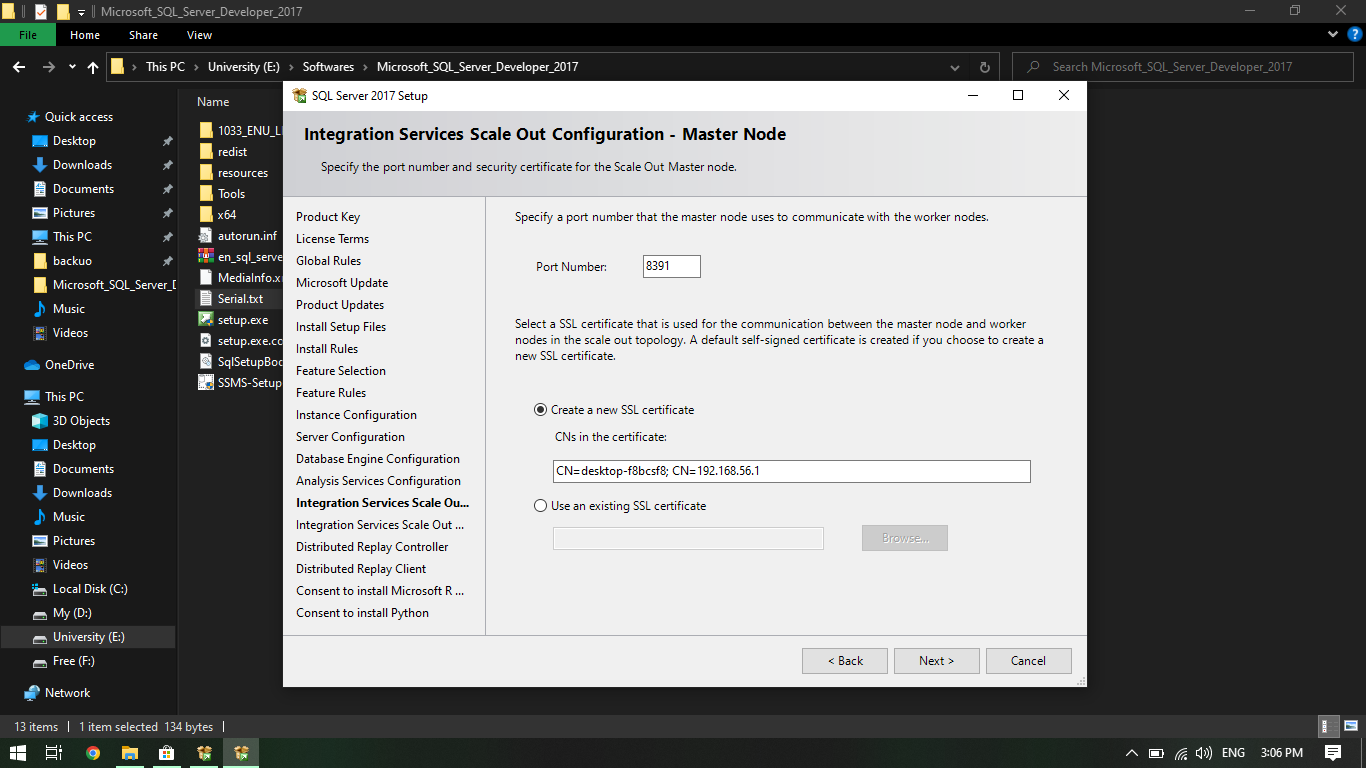 Microsoft_SQL_Server_Developer_2017
File
Home
Share
View
This PC
University (E:)
Softwares
Microsoft_SQL_Server_Developer_2017
Search Microsoft_SQL_Server_Developer_2017
Quick access
Desktop
Downloads
Documents
Pictures
This PC
backuo
Microsoft_SQL_Server_D
Music
Videos
OneDrive
This PC
3D Objects
Desktop
Documents
Downloads
Music
Pictures
Videos
Local Disk (C:)
My (D:)
University (E:)
Free (F:)
Network
Name
1033_ENU_L
redist
resources
Tools
x64
autorun.inf
en_sql_serve
MediaInfo.x
Serial.txt
setup.exe
setup.exe.co
SqlSetupBoo
SSMS-Setup
SQL Server 2017 Setup
Integration Services Scale Out Configuration - Master Node
Specify the port number and security certificate for the Scale Out Master node.
Product Key
License Terms
Global Rules
Microsoft Update
Product Updates
Install Setup Files
Install Rules
Feature Selection
Feature Rules
Instance Configuration
Server Configuration
Database Engine Configuration
Analysis Services Configuration
Integration Services Scale Ou...
Integration Services Scale Out ...
Distributed Replay Controller
Distributed Replay Client
Consent to install Microsoft R ...
Consent to install Python
Specify a port number that the master node uses to communicate with the worker nodes.
Port Number:
8391
Select a SSL certificate that is used for the communication between the master node and worker
nodes in the scale out topology. A default self-signed certificate is created if you choose to create a
new SSL certificate.
Create a new SSL certificate
CNs in the certificate:
CN=desktop-f8bcsf8; CN=192.168.56.1
Use an existing SSL certificate
Browse...
< Back
Next >
Cancel
13 items
1 item selected 134 bytes
ENG
3:06 PM